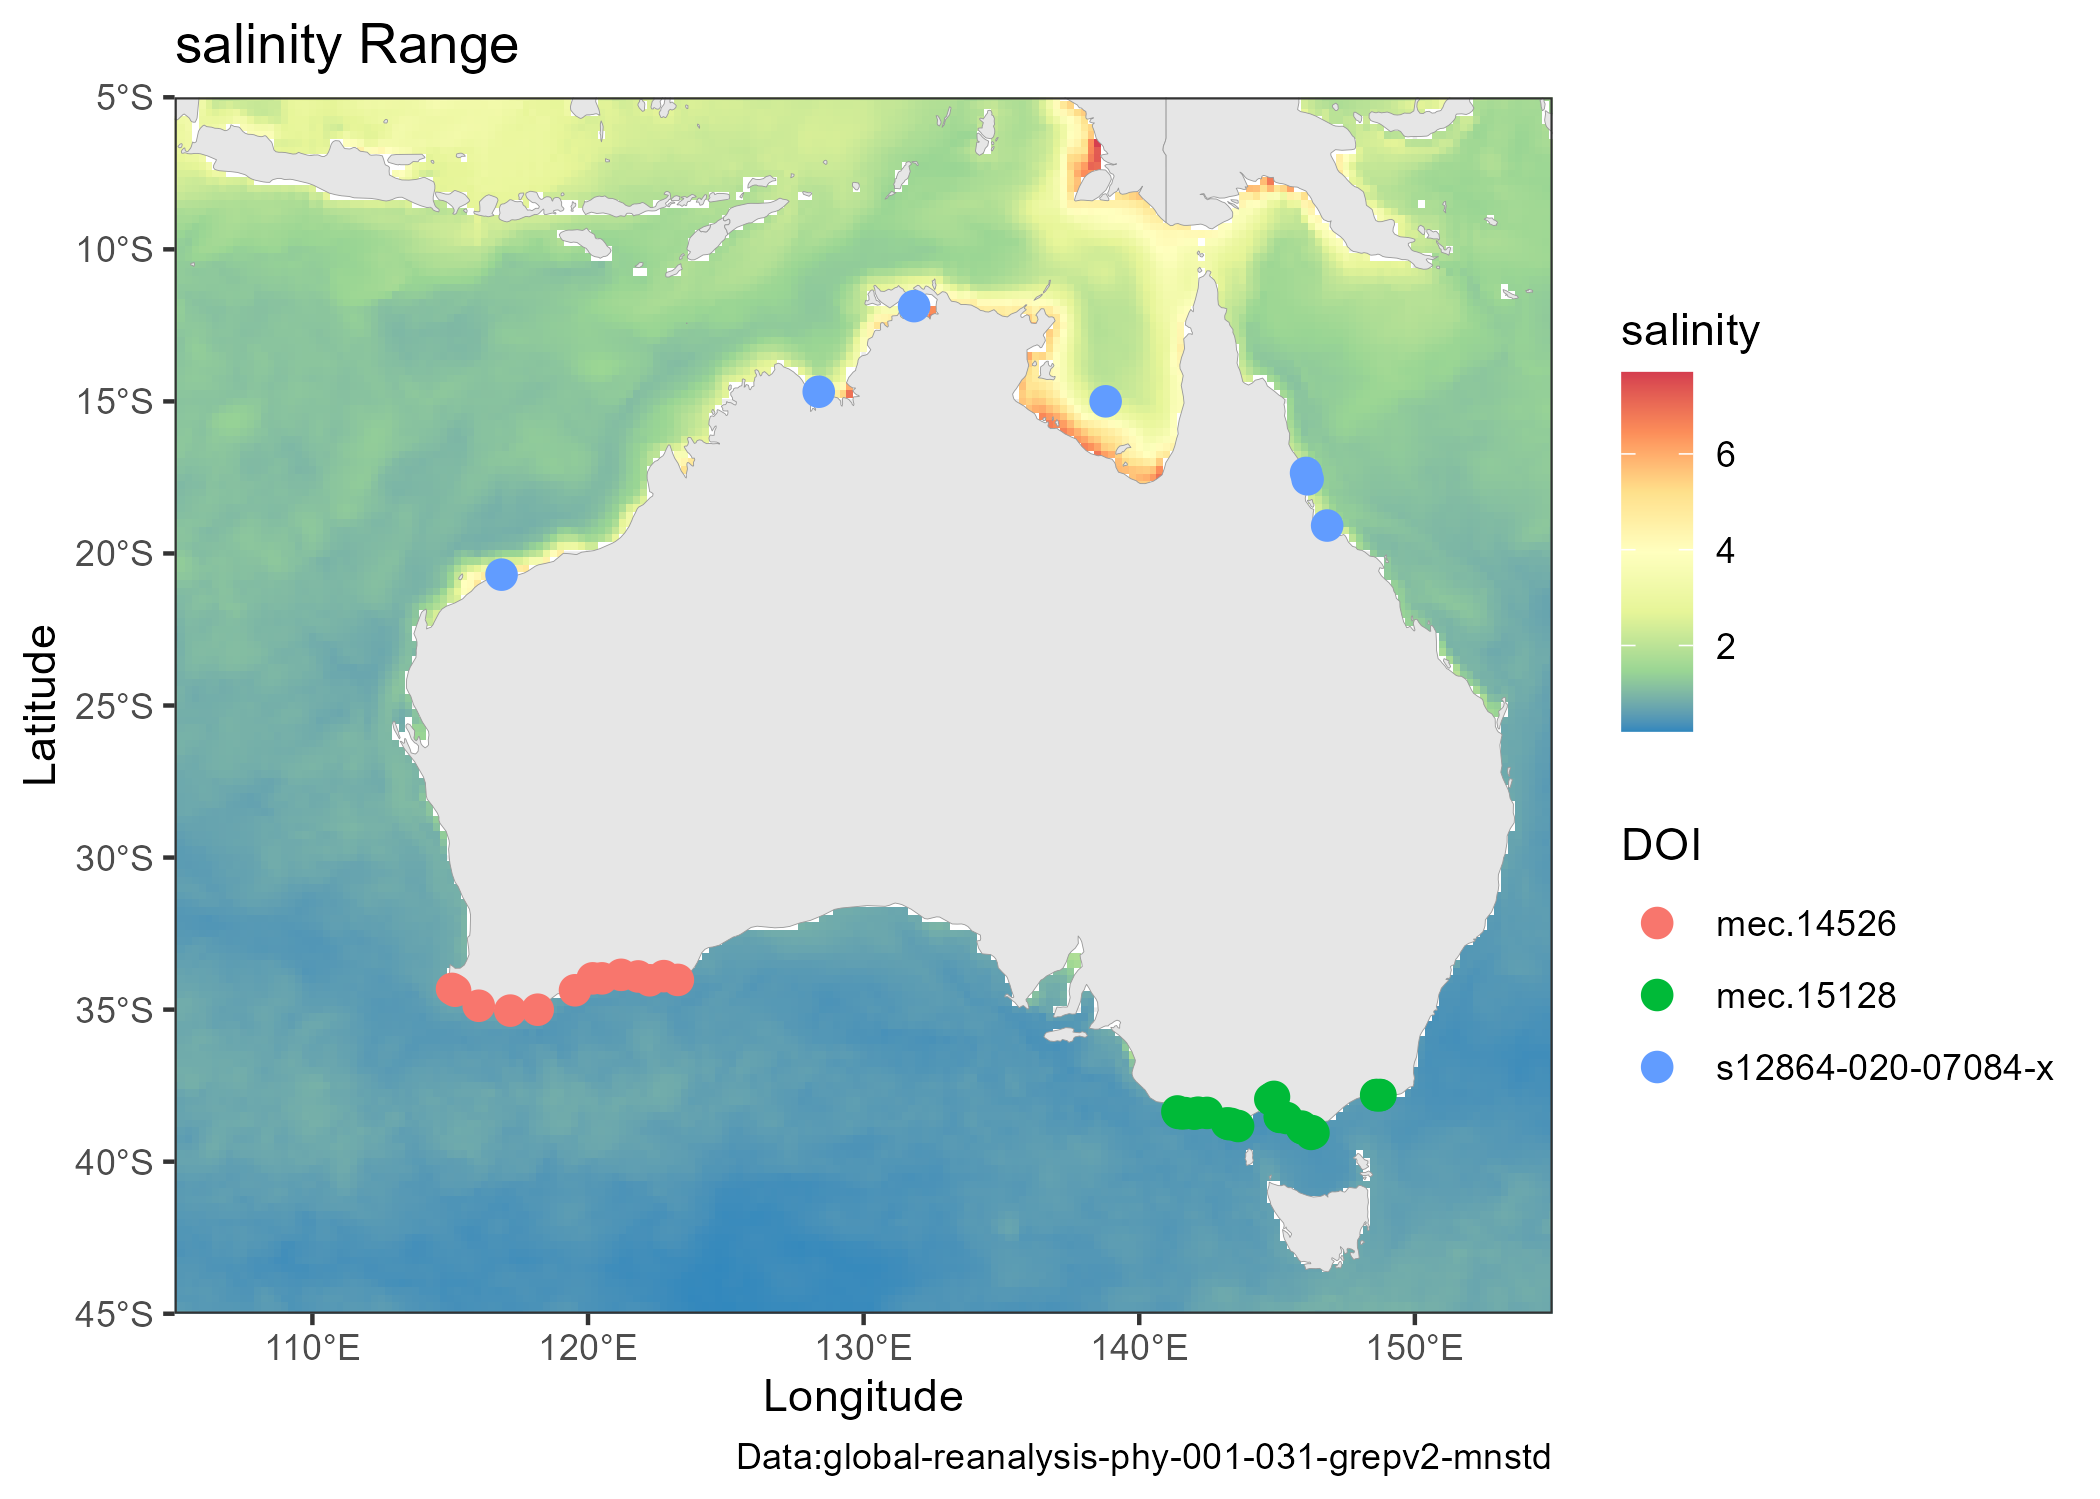 salinity Range
5°S
10°S
15°S
20°S
25°S
30°S
35°S
40°S
45°S
Latitude
110°E
120°E
130°E
140°E
150°E
Longitude
Data:global-reanalysis-phy-001-031-grepv2-mnstd
salinity
6
4
2
DOI
mec.14526
mec.15128
s12864-020-07084-x